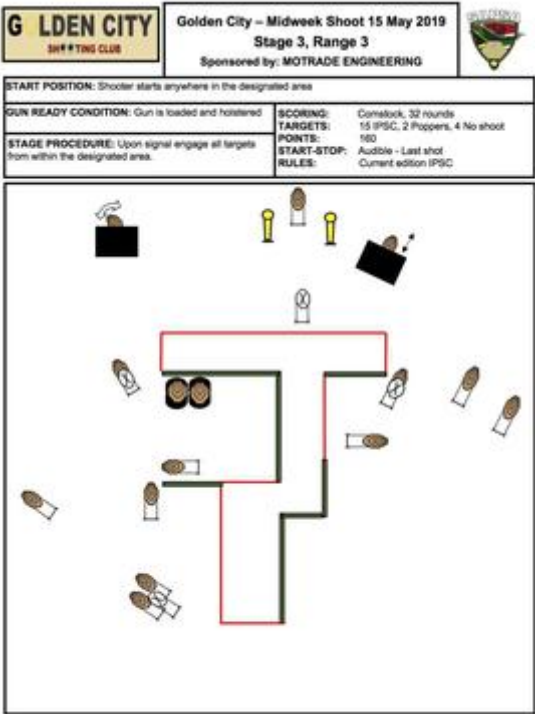 G LDEN CITY
SH TING CLUB
Golden City – Midweek Shoot 15 May 2019
Stage 3, Range 3
Sponsored by: MOTRADE ENGINEERING
START POSITION: Shooter starts anywhere in the designated area
GUN READY CONDITION: Gun is loaded and holstered
STAGE PROCEDURE: Upon signal engage all targets
from within the designated area.
SCORING: Comstock, 32 rounds
TARGETS: 15 IPSC, 2 Poppers, 4 No shoot
POINTS: 160
START-STOP: Audible - Last shot
RULES: Current edition IPSC